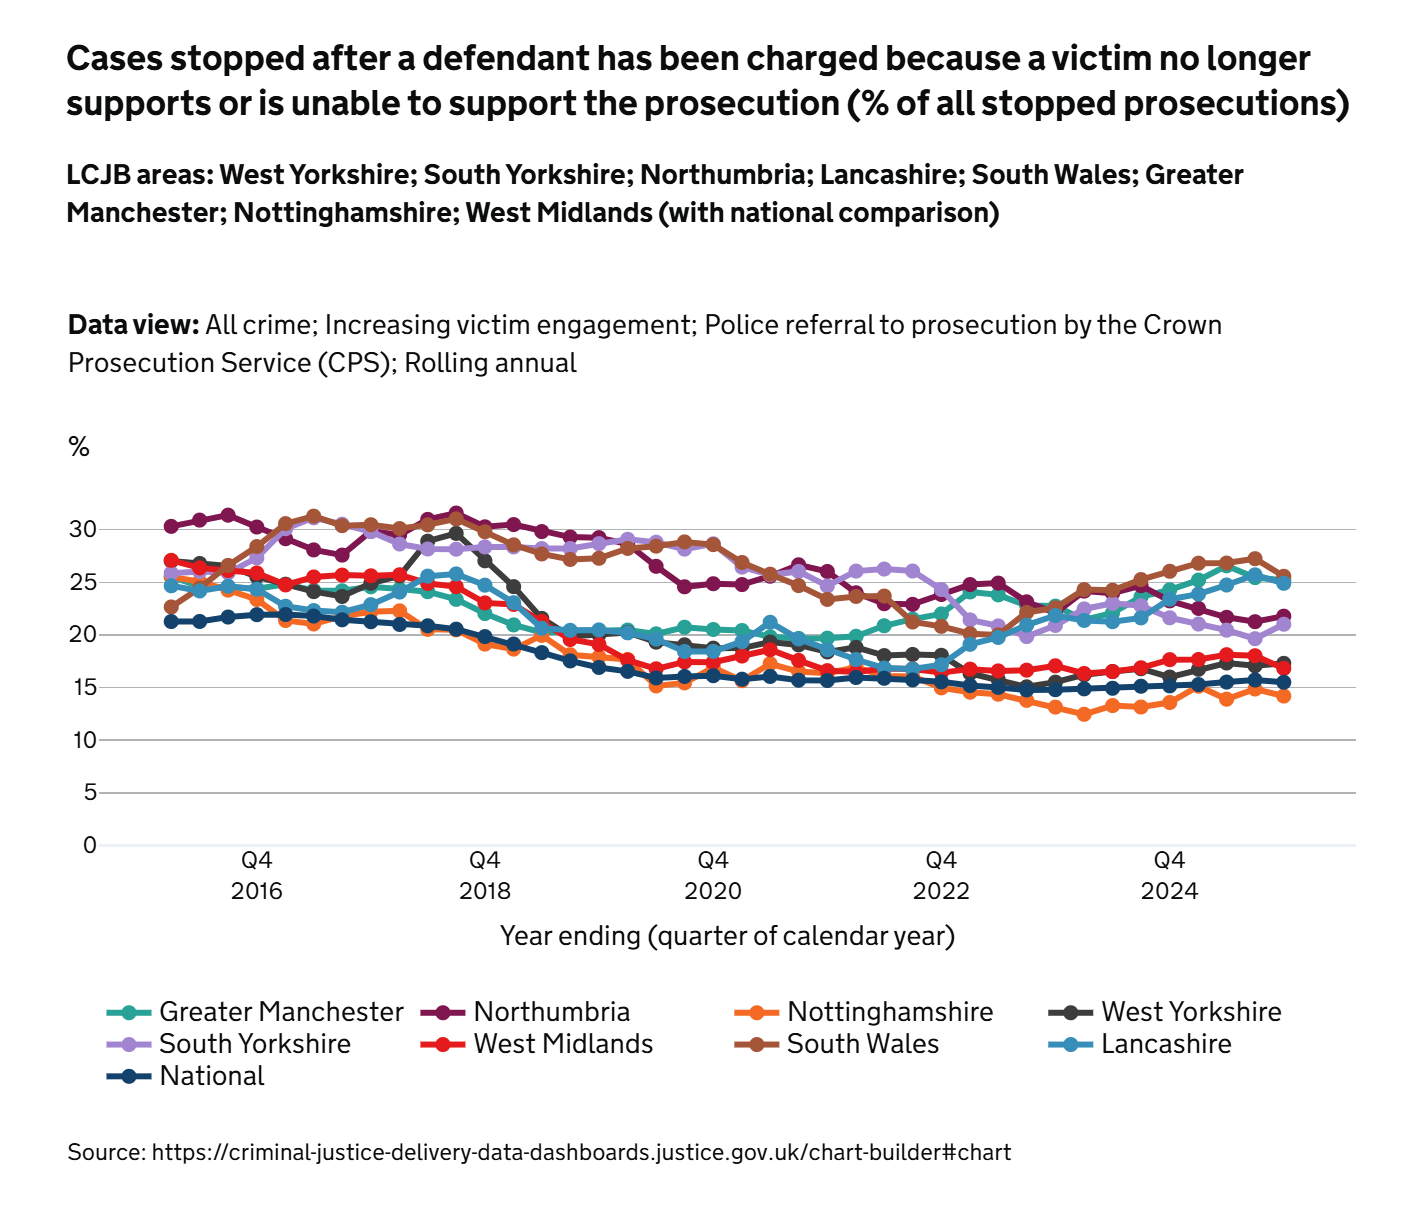 Cases stopped after a defendant has been charged because a victim no longer
supports or is unable to support the prosecution (% of all stopped prosecutions)
LCJB areas: West Yorkshire; South Yorkshire; Northumbria; Lancashire; South Wales; Greater
Manchester; Nottinghamshire; West Midlands (with national comparison)
Data view: All crime; Increasing victim engagement; Police referral to prosecution by the Crown
Prosecution Service (CPS); Rolling annual
%
30
25
20
15
10
5
0
Q4 Q4 Q4 Q4 Q4
2016 2018 2020 2022 2024
Year ending (quarter of calendar year)
Greater Manchester Northumbria Nottinghamshire West Yorkshire
South Yorkshire West Midlands South Wales Lancashire
National
Source: https://criminal-justice-delivery-data-dashboards.justice.gov.uk/chart-builder#chart